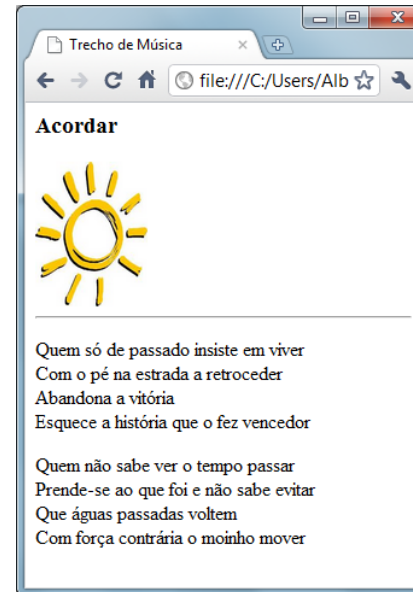 Trecho de Música
file:///C:/Users/Alb
Acordar
Quem só de passado insiste em viver
Com o pé na estrada a retroceder
Abandona a vitória
Esquece a história que o fez vencedor
Quem não sabe ver o tempo passar
Prende-se ao que foi e não sabe evitar
Que águas passadas voltem
Com força contrária o moinho mover